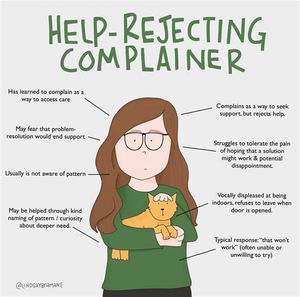 HELP-REJECTING
COMPLAINER
Has learned to complain as a
way to access care
May fear that problem-
resolution would end support.
Usually is not aware of pattern
May be helped through kind
naming of pattern / curiosity
about deeper need.
Complains as a way to seek
support, but rejects help.
Struggles to tolerate the pain
of hoping that a solution
might work & potential
disappointment.
Vocally displeased at being
indoors, refuses to leave when
door is opened.
Typical response: "that won't
work" (often unable or
unwilling to try)
@LINDSAYBRAMAN